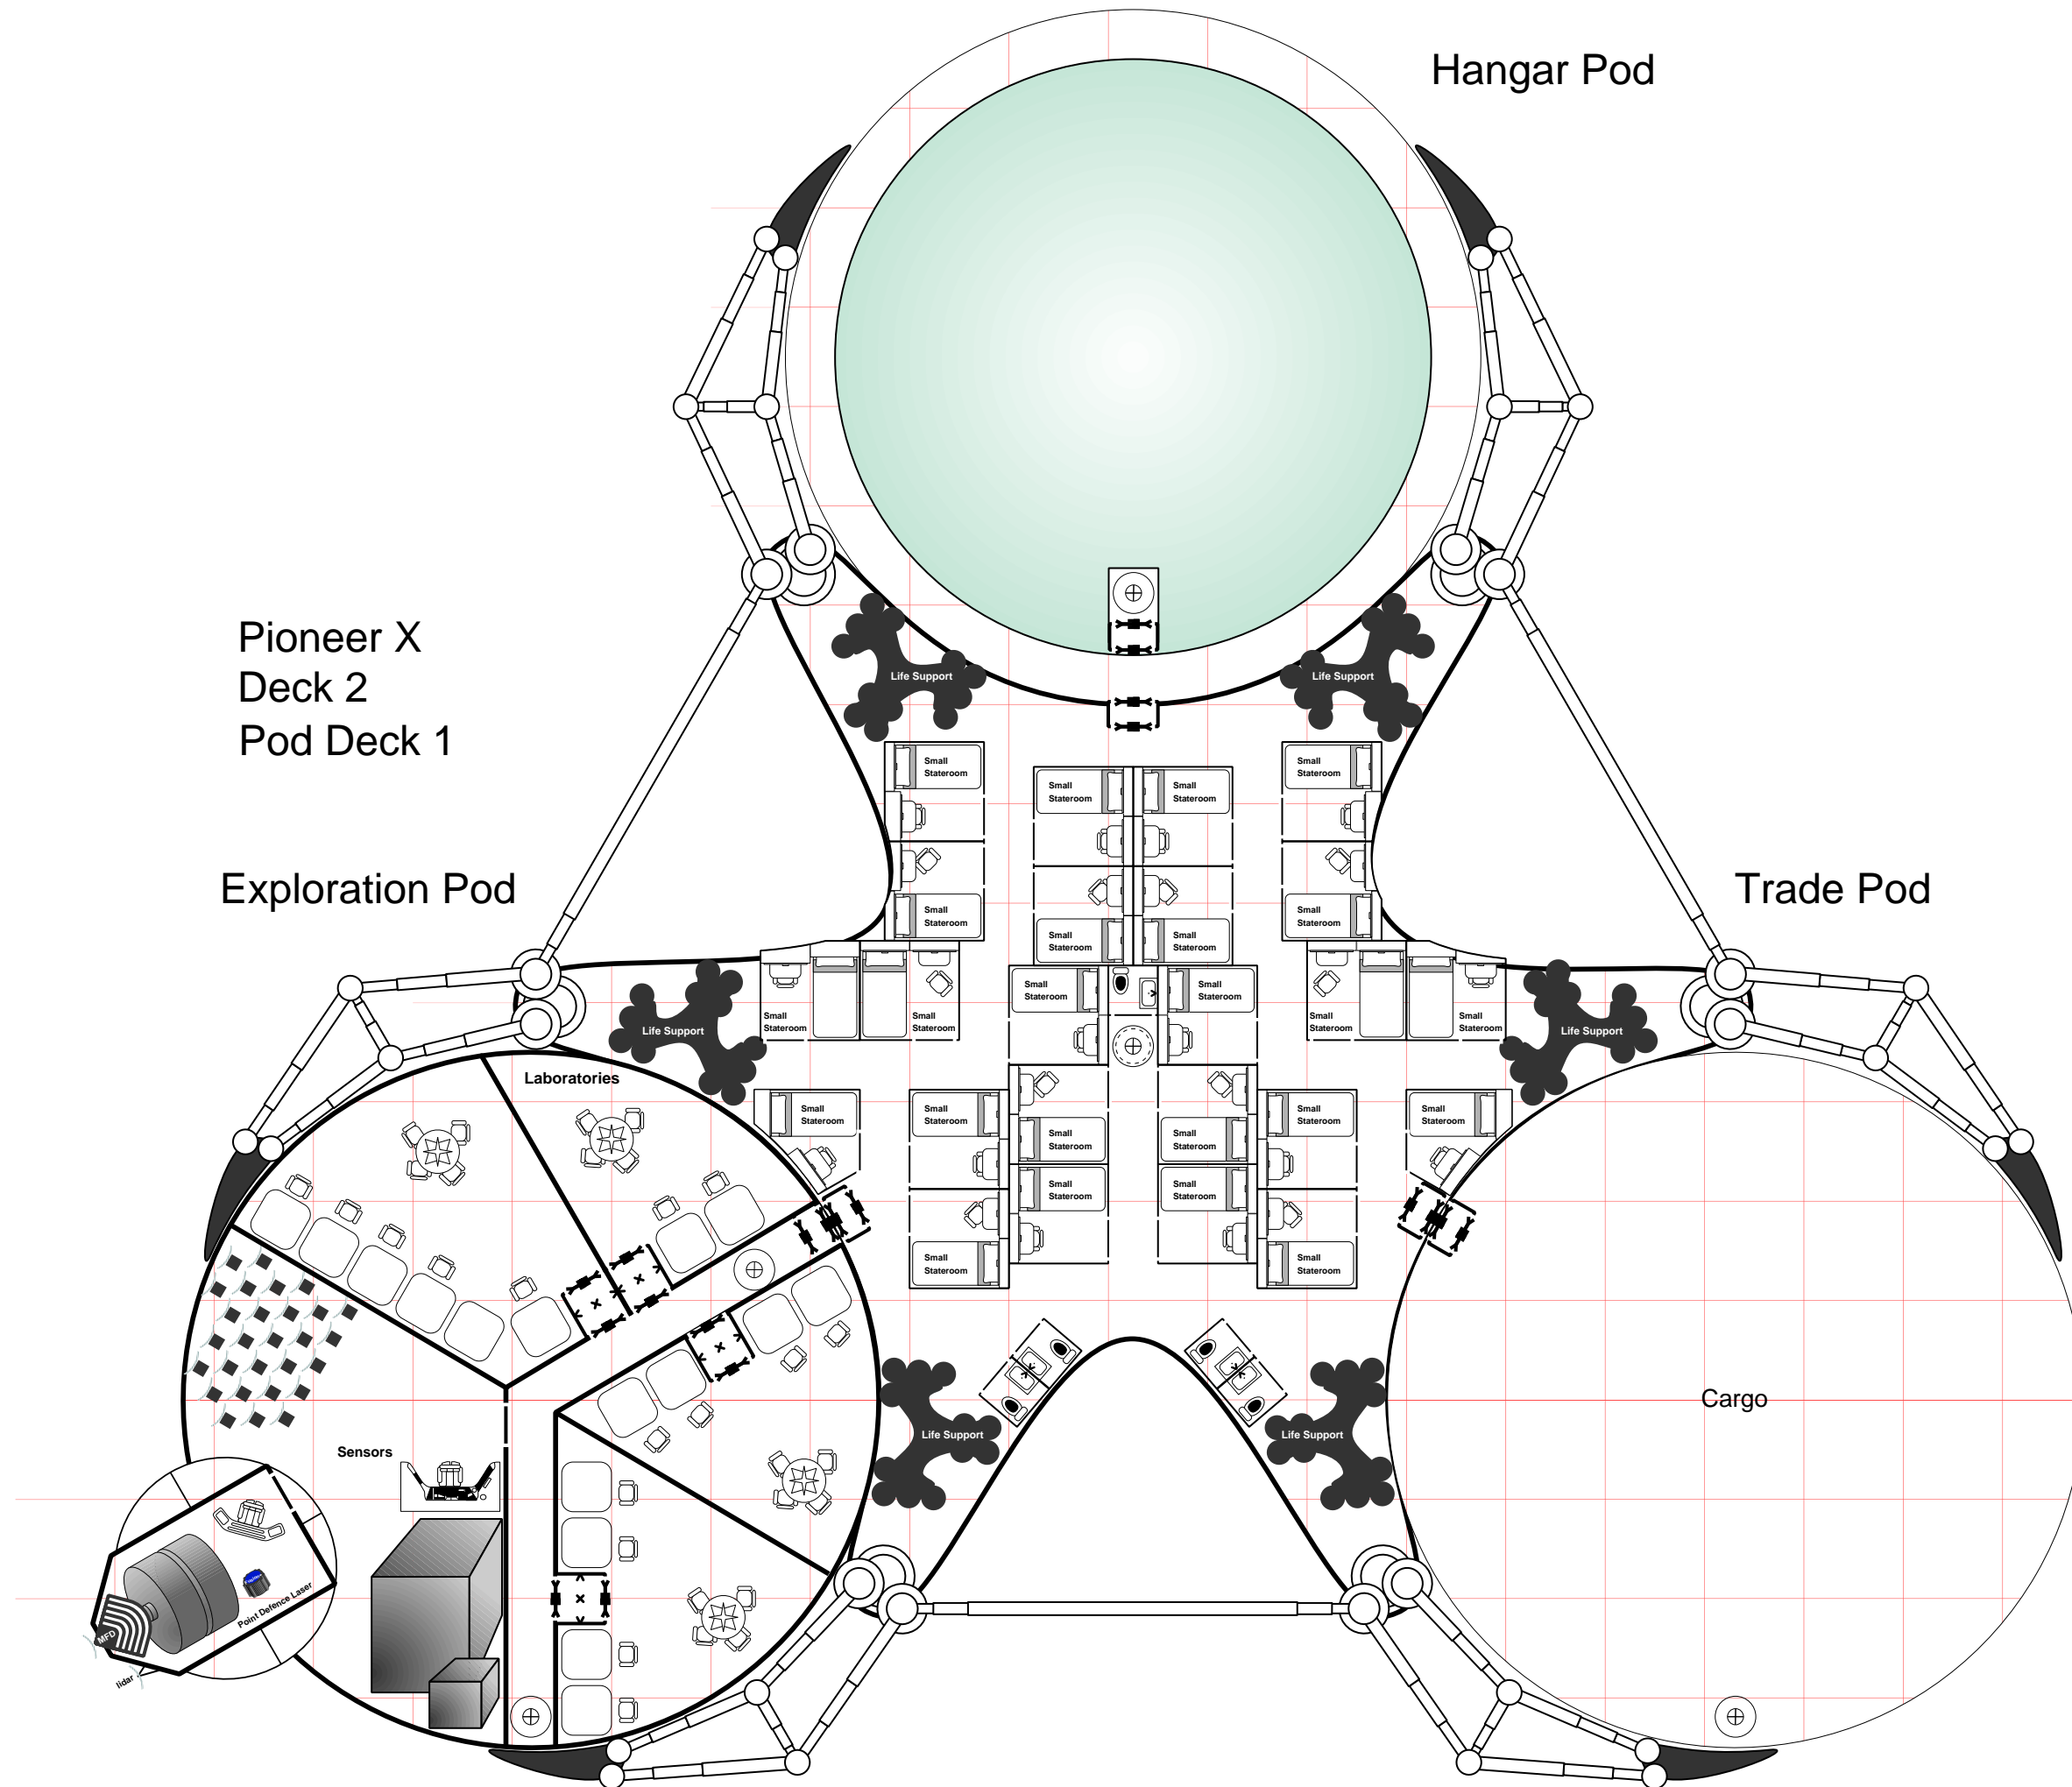 Hangar Pod
Pioneer X
Deck 2
Pod Deck 1
Life Support
Life Support
Small
Stateroom
Small
Stateroom
Small
Stateroom
Small
Stateroom
Exploration Pod
Trade Pod
Small
Stateroom
Small
Stateroom
Small
Stateroom
Small
Stateroom
Small
Stateroom
Small
Stateroom
Life Support
Small
Stateroom
Small
Stateroom
Small
Stateroom
Small
Stateroom
Life Support
Laboratories
Small
Stateroom
Small
Stateroom
Small
Stateroom
Small
Stateroom
Small
Stateroom
Small
Stateroom
Small
Stateroom
Small
Stateroom
Small
Stateroom
Small
Stateroom
Cargo
Life Support
Life Support
Sensors
Point Defence Laser
MFD
lidar